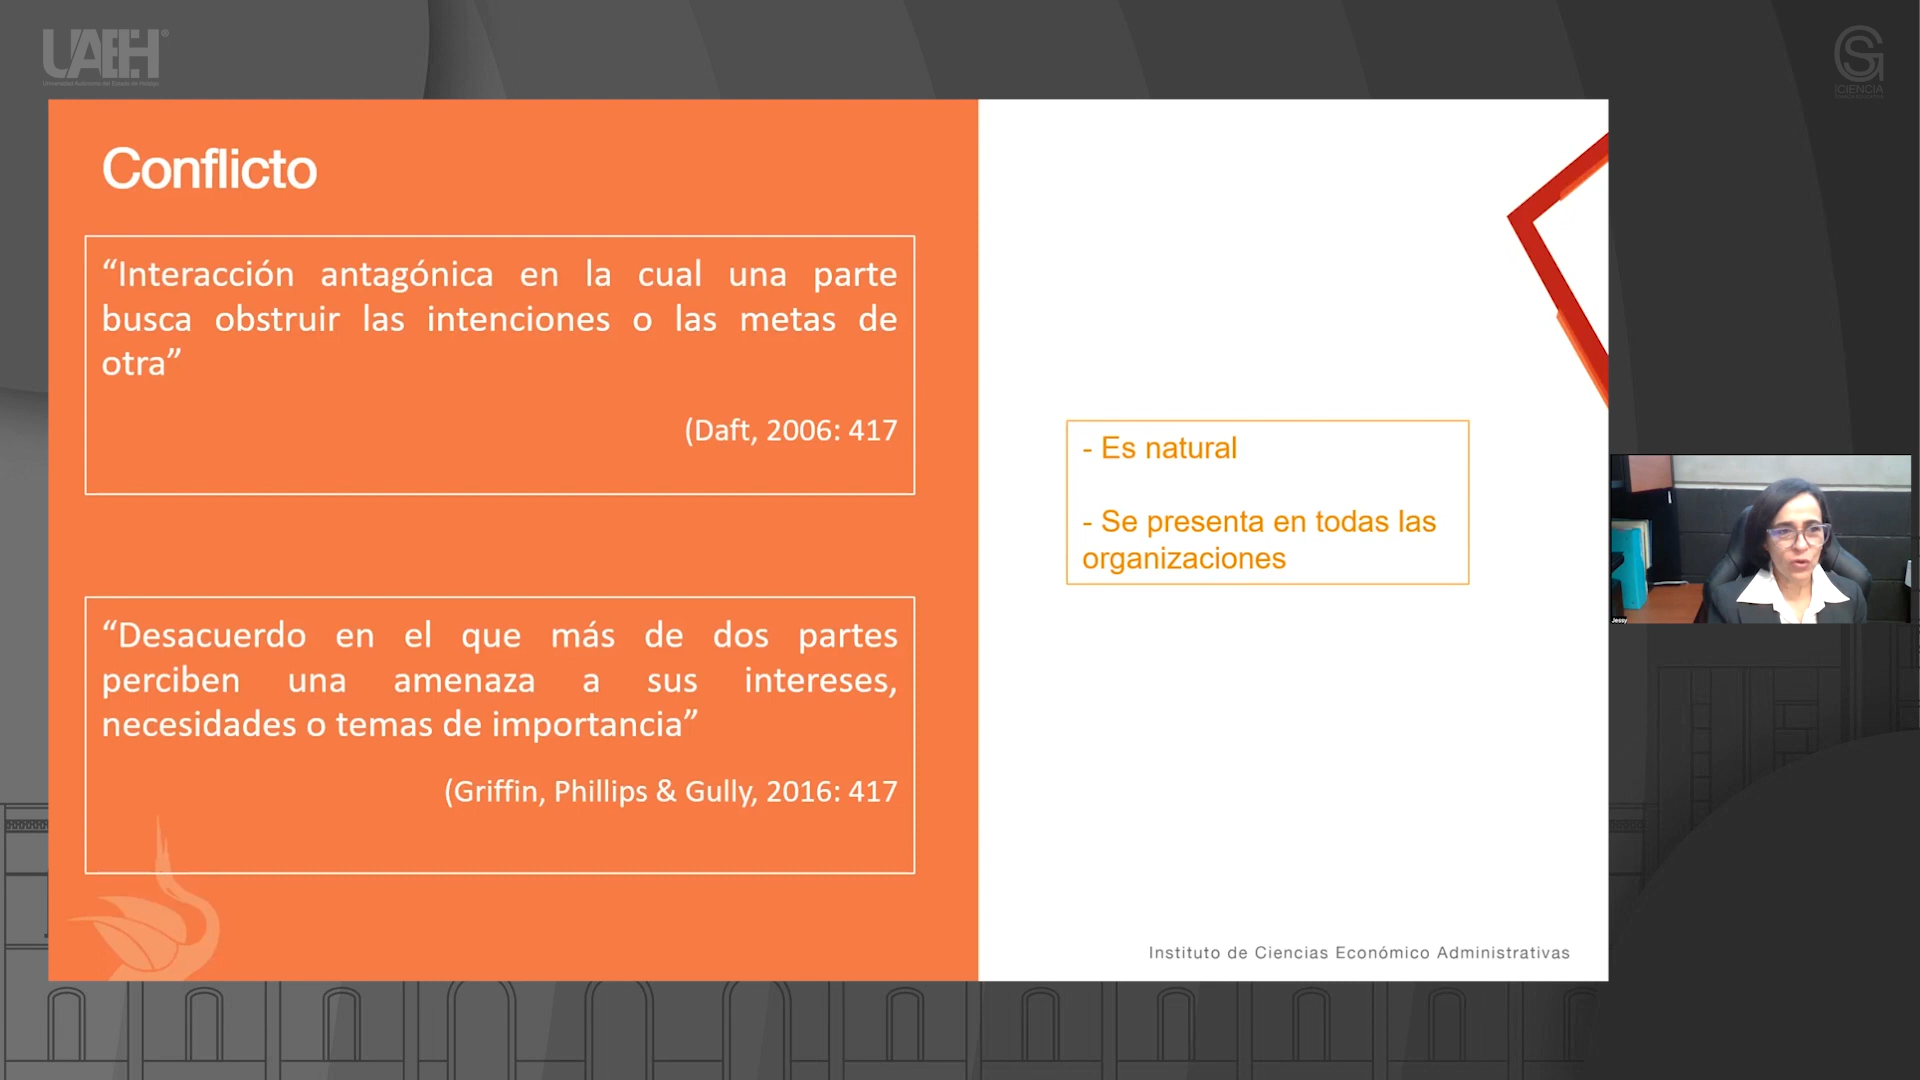 UAEH
Universidad Autónoma del Estado de Hidalgo
CIENCIA
Conflicto
“Interacción antagónica en la cual una parte
busca obstruir las intenciones o las metas de
otra”
(Daft, 2006: 417
“Desacuerdo en el que más de dos partes
perciben una amenaza a sus intereses,
necesidades o temas de importancia”
(Griffin, Phillips & Gully, 2016: 417
- Es natural
- Se presenta en todas las
organizaciones
Jessy
Instituto de Ciencias Económico Administrativas